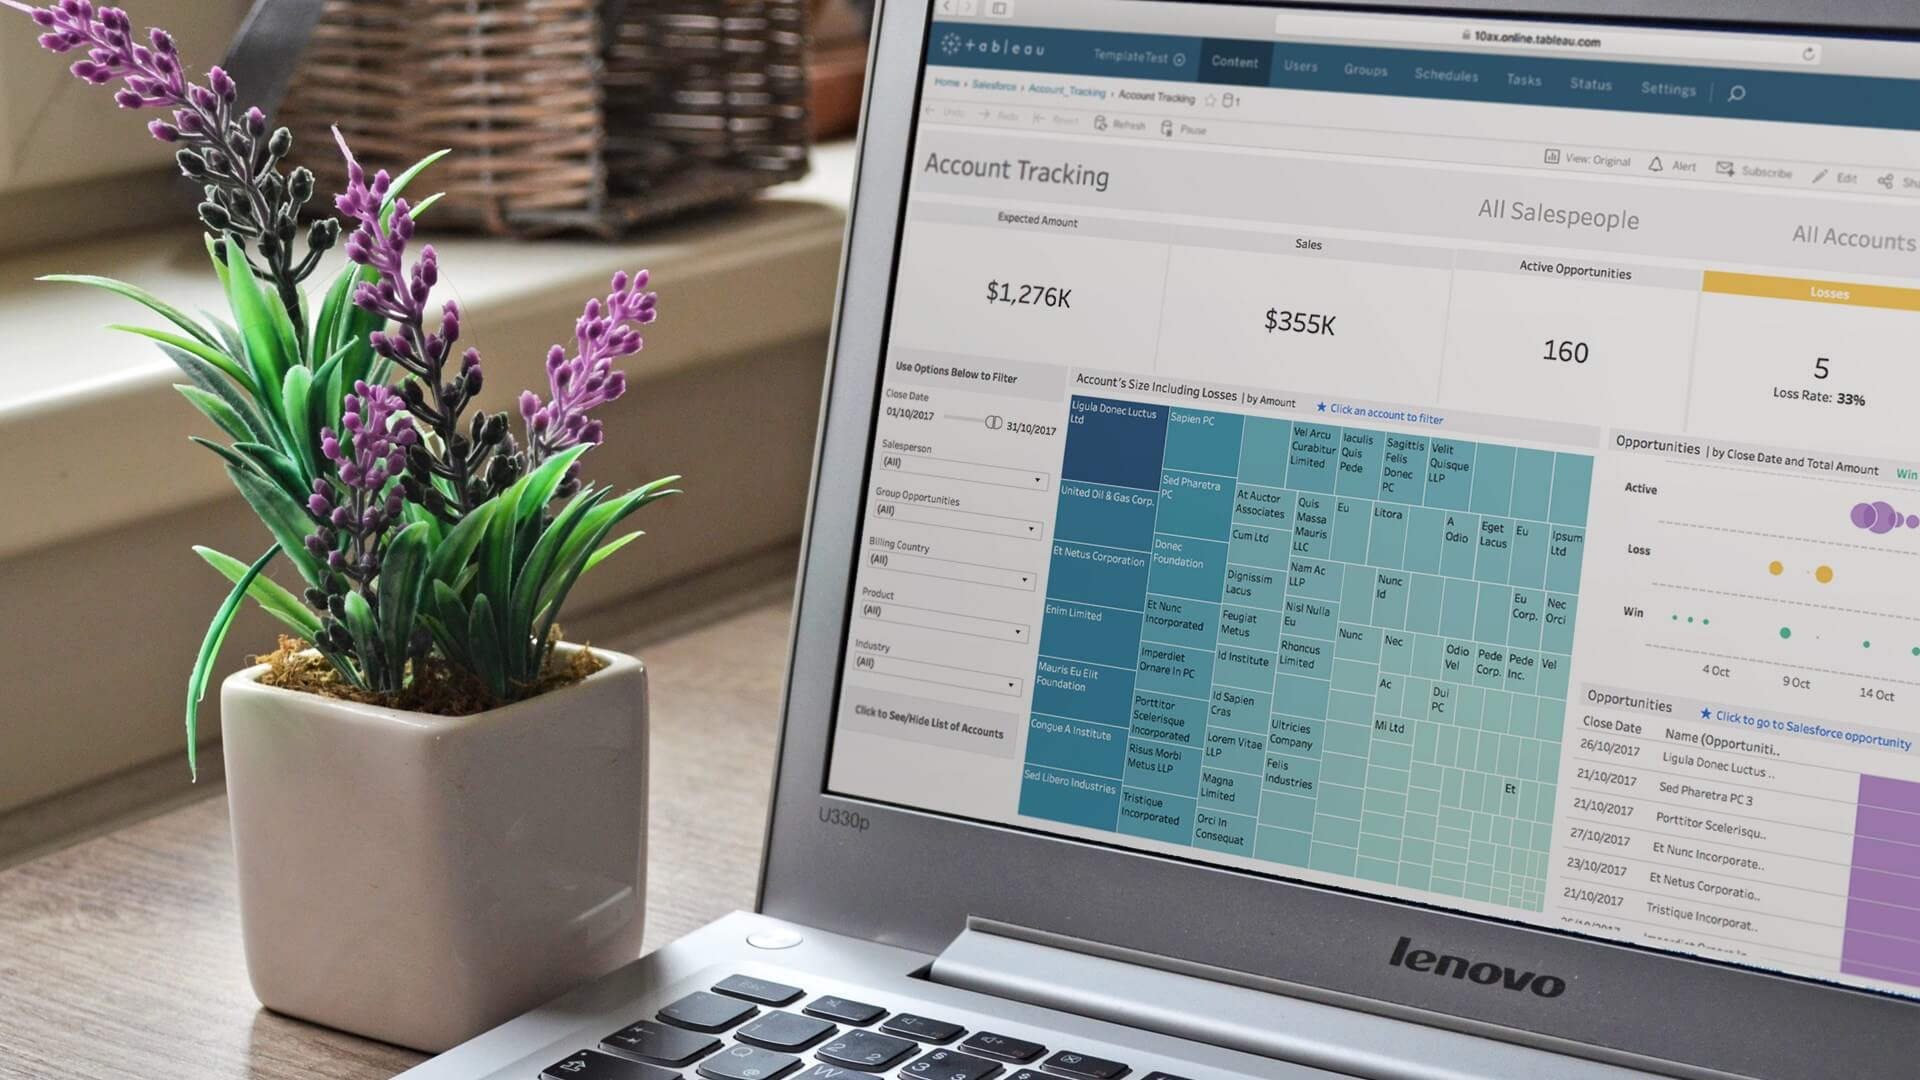 10ax.online.tableau.com
+ a b l e a u
TemplateTest
Content
Users
Groups
Schedules
Tasks
Status
Settings
Home › Salesforce › Account_Tracking › Account Tracking
1
Undo
Redo
Revert
Refresh
Pause
View: Original
Alert
Subscribe
Edit
Account Tracking
All Salespeople
All Accounts
Expected Amount
$1,276K
Sales
$355K
Active Opportunities
160
Losses
5
Loss Rate: 33%
Use Options Below to Filter
Close Date
01/10/2017
31/10/2017
Salesperson
(All)
Group Opportunities
(All)
Billing Country
(All)
Product
(All)
Industry
(All)
Click to See/Hide List of Accounts
Account's Size Including Losses | by Amount
★ Click an account to filter
Ligula Donec Luctus
Ltd
United Oil & Gas Corp.
Et Netus Corporation
Enim Limited
Mauris Eu Elit
Foundation
Congue A Institute
Sed Libero Industries
Sapien PC
Sed Pharetra
PC
Donec
Foundation
Et Nunc
Incorporated
Imperdiet
Ornare In PC
Porttitor
Scelerisque
Incorporated
Risus Morbi
Metus LLP
Tristique
Incorporated
At Auctor
Associates
Cum Ltd
Dignissim
Lacus
Feugiat
Metus
Id Institute
Id Sapien
Cras
Lorem Vitae
LLP
Magna
Limited
Orci In
Consequat
Vel Arcu
Curabitur
Limited
Quis
Massa
Mauris
LLC
Nam Ac
LLP
Nisl Nulla
Eu
Rhoncus
Limited
Ultricies
Company
Felis
Industries
Iaculis
Quis
Pede
Sagittis
Felis
Donec
PC
Velit
Quisque
LLP
Eu
Litora
A
Odio
Eget
Lacus
Eu
Ipsum
Ltd
Nunc
Id
Eu
Corp.
Nec
Orci
Nunc
Nec
Odio
Vel
Pede
Corp.
Pede
Inc.
Vel
Ac
Dui
PC
Mi Ltd
Et
Opportunities | by Close Date and Total Amount
Win
Active
Loss
Win
4 Oct
9 Oct
14 Oct
Opportunities
★ Click to go to Salesforce opportunity
Close Date
Name (Opportuniti..
26/10/2017
Ligula Donec Luctus ..
21/10/2017
Sed Pharetra PC 3
21/10/2017
Porttitor Scelerisqu..
27/10/2017
Et Nunc Incorporate..
23/10/2017
Et Netus Corporatio..
21/10/2017
Tristique Incorporat..
U330p
lenovo
Esc
1
2
3
Q
W